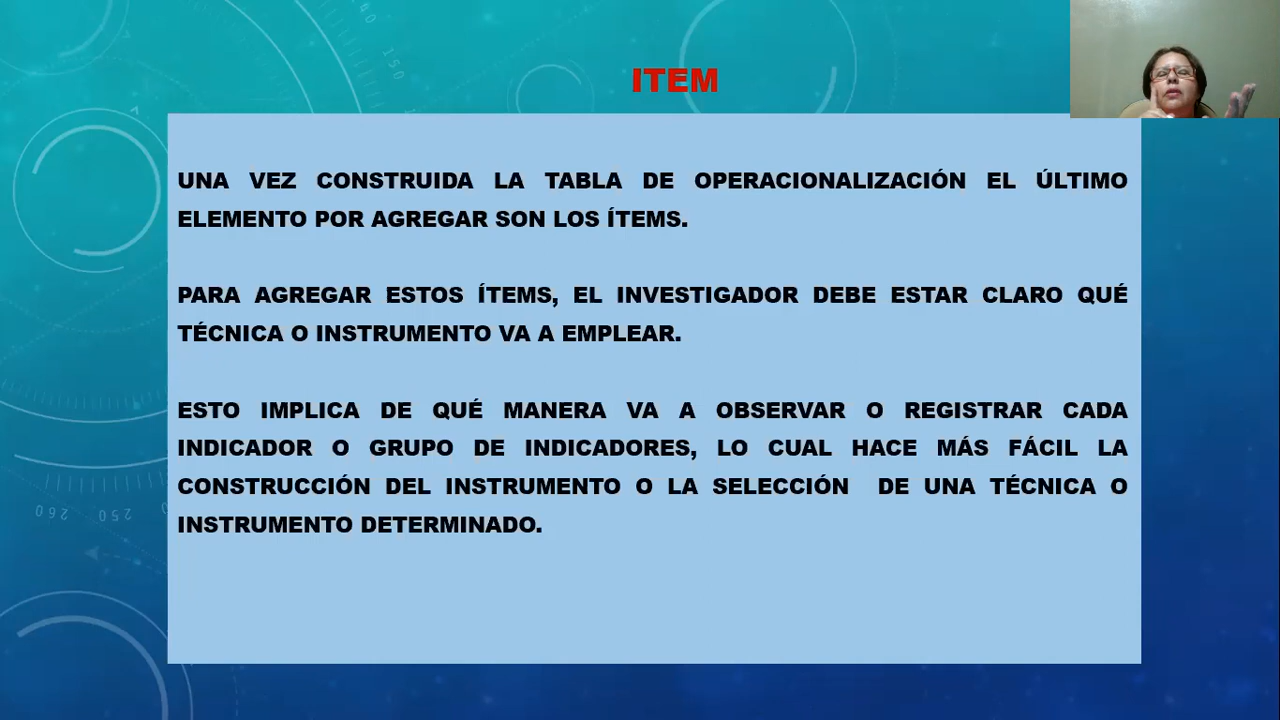 ITEM
UNA VEZ CONSTRUIDA LA TABLA DE OPERACIONALIZACIÓN EL ÚLTIMO
ELEMENTO POR AGREGAR SON LOS ÍTEMS.
PARA AGREGAR ESTOS ÍTEMS, EL INVESTIGADOR DEBE ESTAR CLARO QUÉ
TÉCNICA O INSTRUMENTO VA A EMPLEAR.
ESTO IMPLICA DE QUÉ MANERA VA A OBSERVAR O REGISTRAR CADA
INDICADOR O GRUPO DE INDICADORES, LO CUAL HACE MÁS FÁCIL LA
CONSTRUCCIÓN DEL INSTRUMENTO O LA SELECCIÓN DE UNA TÉCNICA O
INSTRUMENTO DETERMINADO.
150
260
250